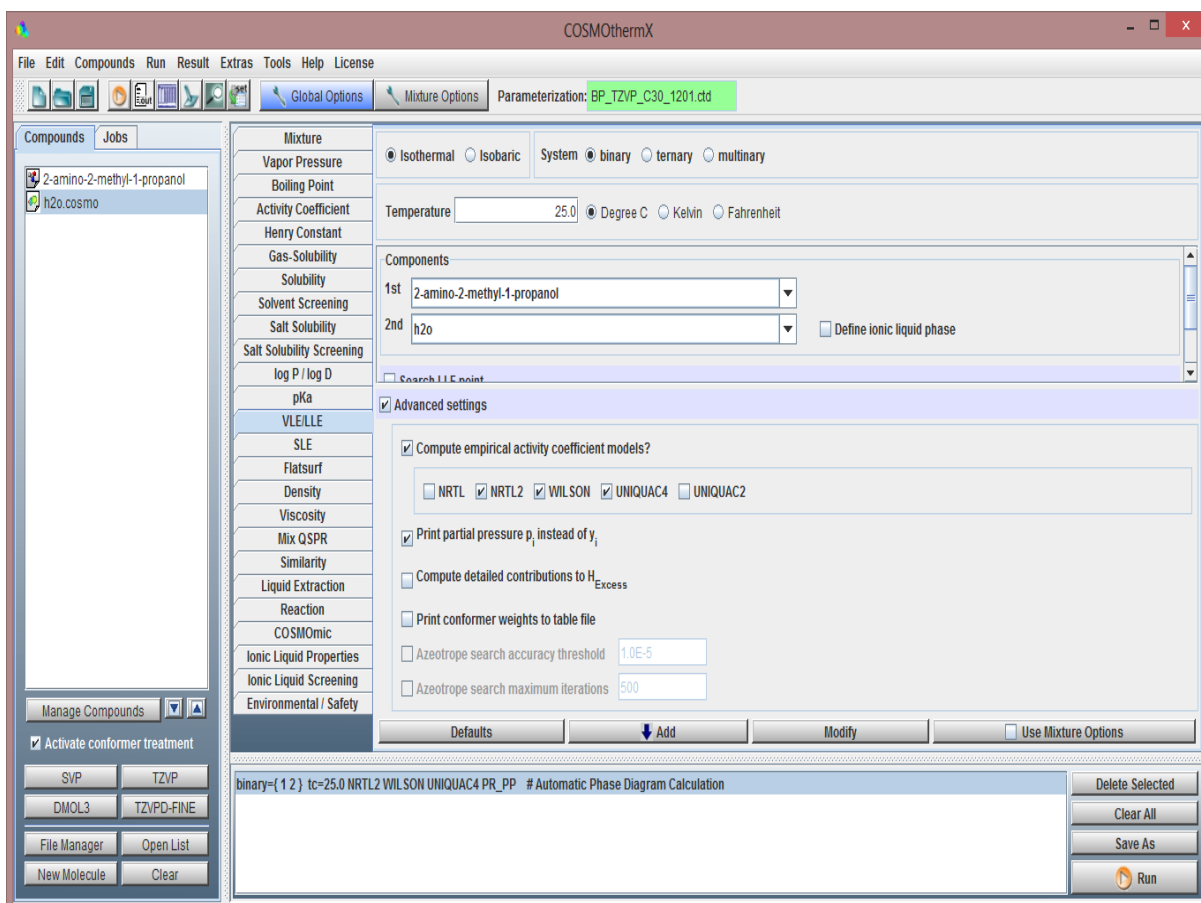 COSMOthermX
File Edit Compounds Run Result Extras Tools Help License
Global Options Mixture Options Parameterization: BP_TZVP_C30_1201.ctd
Compounds Jobs
2-amino-2-methyl-1-propanol
h2o.cosmo
Manage Compounds
Activate conformer treatment
SVP TZVP
DMOL3 TZVPD-FINE
File Manager Open List
New Molecule Clear
Mixture
Vapor Pressure
Boiling Point
Activity Coefficient
Henry Constant
Gas-Solubility
Solubility
Solvent Screening
Salt Solubility
Salt Solubility Screening
log P / log D
pKa
VLE/LLE
SLE
Flatsurf
Density
Viscosity
Mix QSPR
Similarity
Liquid Extraction
Reaction
COSMOmic
Ionic Liquid Properties
Ionic Liquid Screening
Environmental / Safety
Isothermal Isobaric System binary ternary multinary
Temperature 25.0 Degree C Kelvin Fahrenheit
Components
1st 2-amino-2-methyl-1-propanol
2nd h2o Define ionic liquid phase
Search LLE point
Advanced settings
Compute empirical activity coefficient models?
NRTL NRTL2 WILSON UNIQUAC4 UNIQUAC2
Print partial pressure pi instead of yi
Compute detailed contributions to HExcess
Print conformer weights to table file
Azeotrope search accuracy threshold 1.0E-5
Azeotrope search maximum iterations 500
Defaults Add Modify Use Mixture Options
binary={ 1 2 } tc=25.0 NRTL2 WILSON UNIQUAC4 PR_PP # Automatic Phase Diagram Calculation
Delete Selected
Clear All
Save As
Run